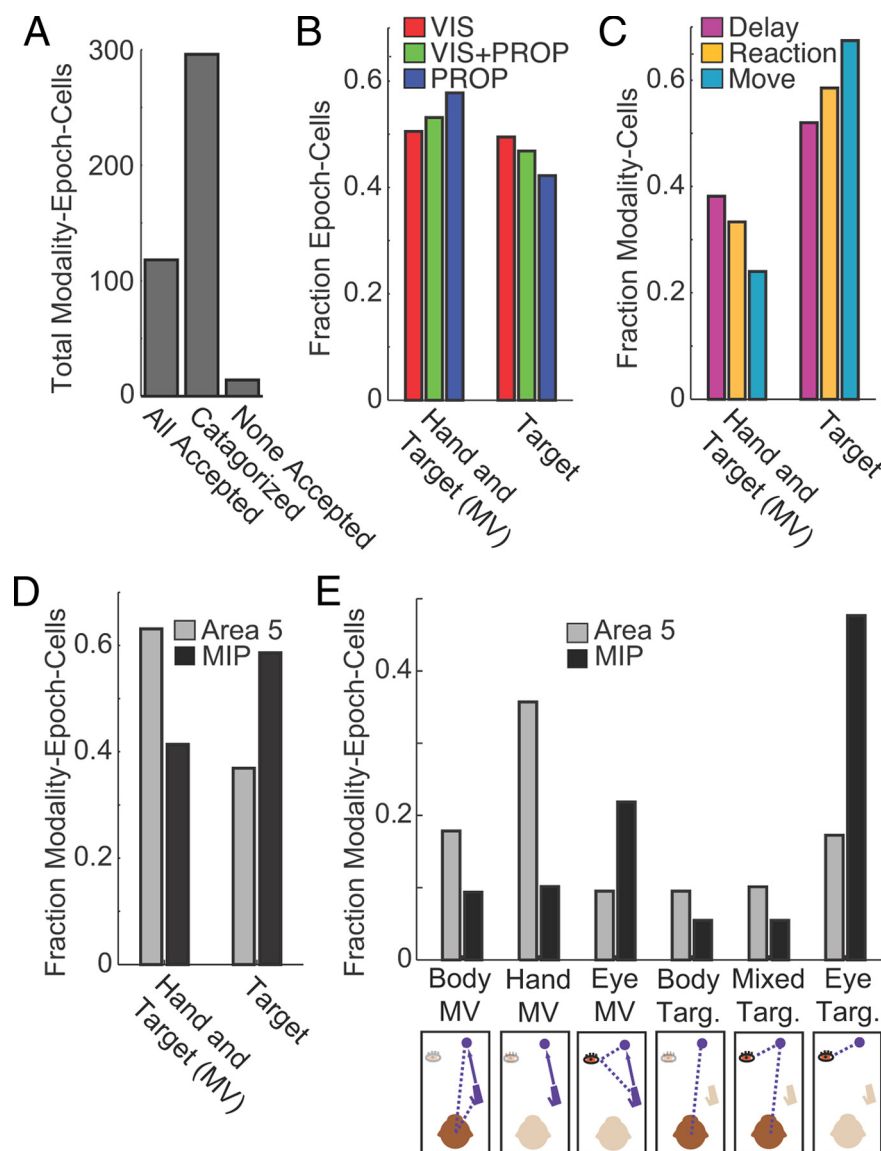 A
Total Modality-Epoch-Cells
300
200
100
0
All Accepted
Catagorized
None Accepted
B
VIS
VIS+PROP
PROP
Fraction Epoch-Cells
0.6
0.4
0.2
0
Hand and
Target (MV)
Target
C
Delay
Reaction
Move
Fraction Modality-Cells
0.6
0.4
0.2
0
Hand and
Target (MV)
Target
D
Area 5
MIP
Fraction Modality-Epoch-Cells
0.6
0.4
0.2
0
Hand and
Target (MV)
Target
E
Area 5
MIP
Fraction Modality-Epoch-Cells
0.4
0.2
0
Body
MV
Hand
MV
Eye
MV
Body
Targ.
Mixed
Targ.
Eye
Targ.